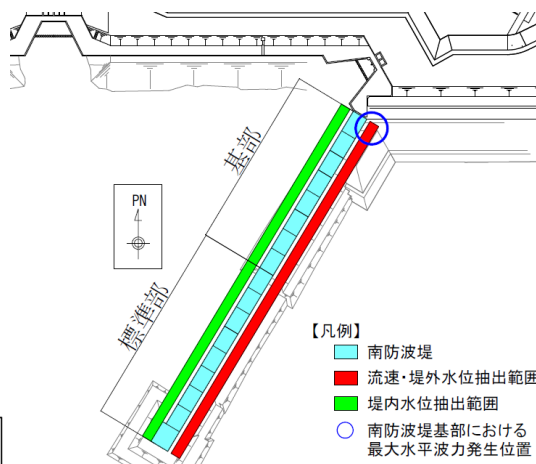 基部
PN
標準部
【凡例】
南防波堤
流速・堤外水位抽出範囲
堤内水位抽出範囲
南防波堤基部における
最大水平波力発生位置